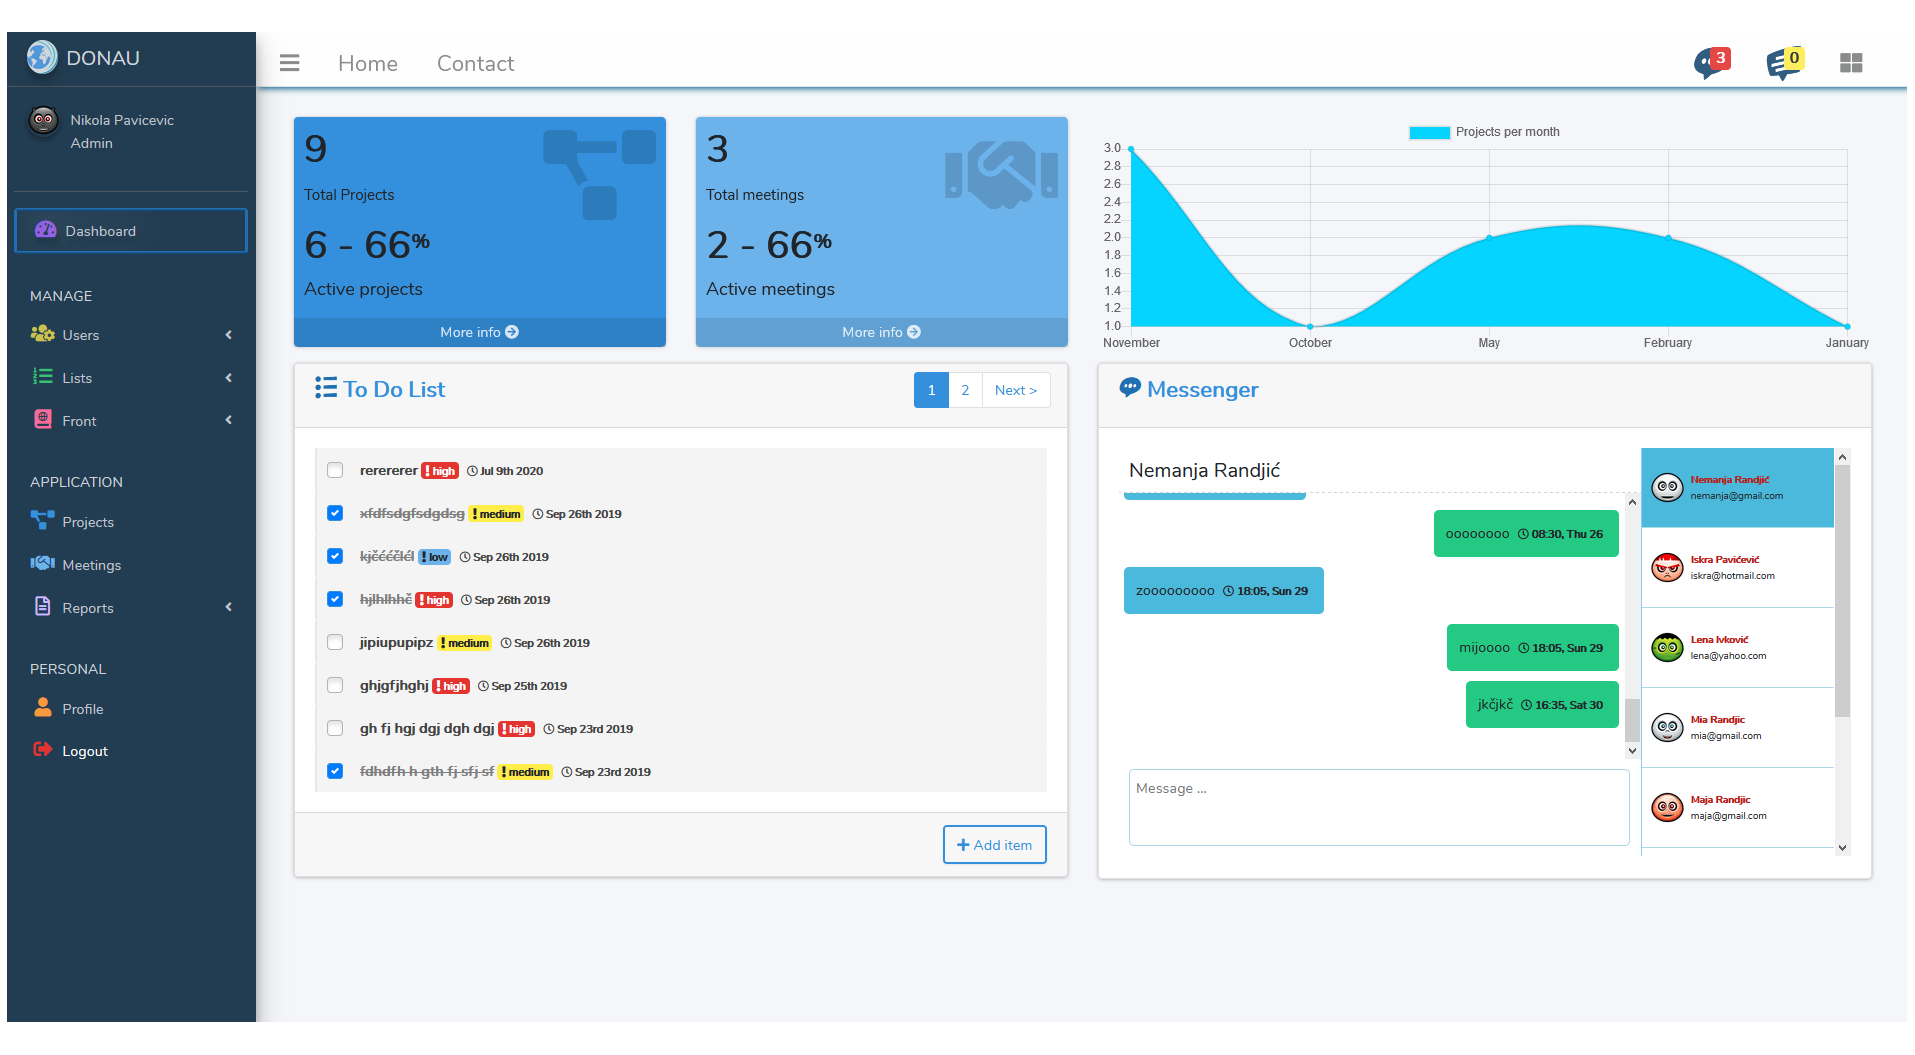 DONAU
Home
Contact
3
0
Nikola Pavicevic
Admin
Dashboard
MANAGE
Users
Lists
Front
APPLICATION
Projects
Meetings
Reports
PERSONAL
Profile
Logout
9
Total Projects
6 - 66%
Active projects
More info
3
Total meetings
2 - 66%
Active meetings
More info
Projects per month
3.0
2.8
2.6
2.4
2.2
2.0
1.8
1.6
1.4
1.2
1.0
November October May February January
To Do List
1 2 Next >
rerererer ! high Jul 9th 2020
xfdfsdgfsdgdsg ! medium Sep 26th 2019
kjčććčlćl ! low Sep 26th 2019
hjlhlhhč ! high Sep 26th 2019
jipiupupipz ! medium Sep 26th 2019
ghjgfjhghj ! high Sep 25th 2019
gh fj hgj dgj dgh dgj ! high Sep 23rd 2019
fdhdfh h gth fj sfj sf ! medium Sep 23rd 2019
+ Add item
Messenger
Nemanja Randjić
oooooooo 08:30, Thu 26
zooooooooo 18:05, Sun 29
mijoooo 18:05, Sun 29
jkčjkč 16:35, Sat 30
Message ...
Nemanja Randjić
nemanja@gmail.com
Iskra Pavićević
iskra@hotmail.com
Lena Ivković
lena@yahoo.com
Mia Randjic
mia@gmail.com
Maja Randjic
maja@gmail.com